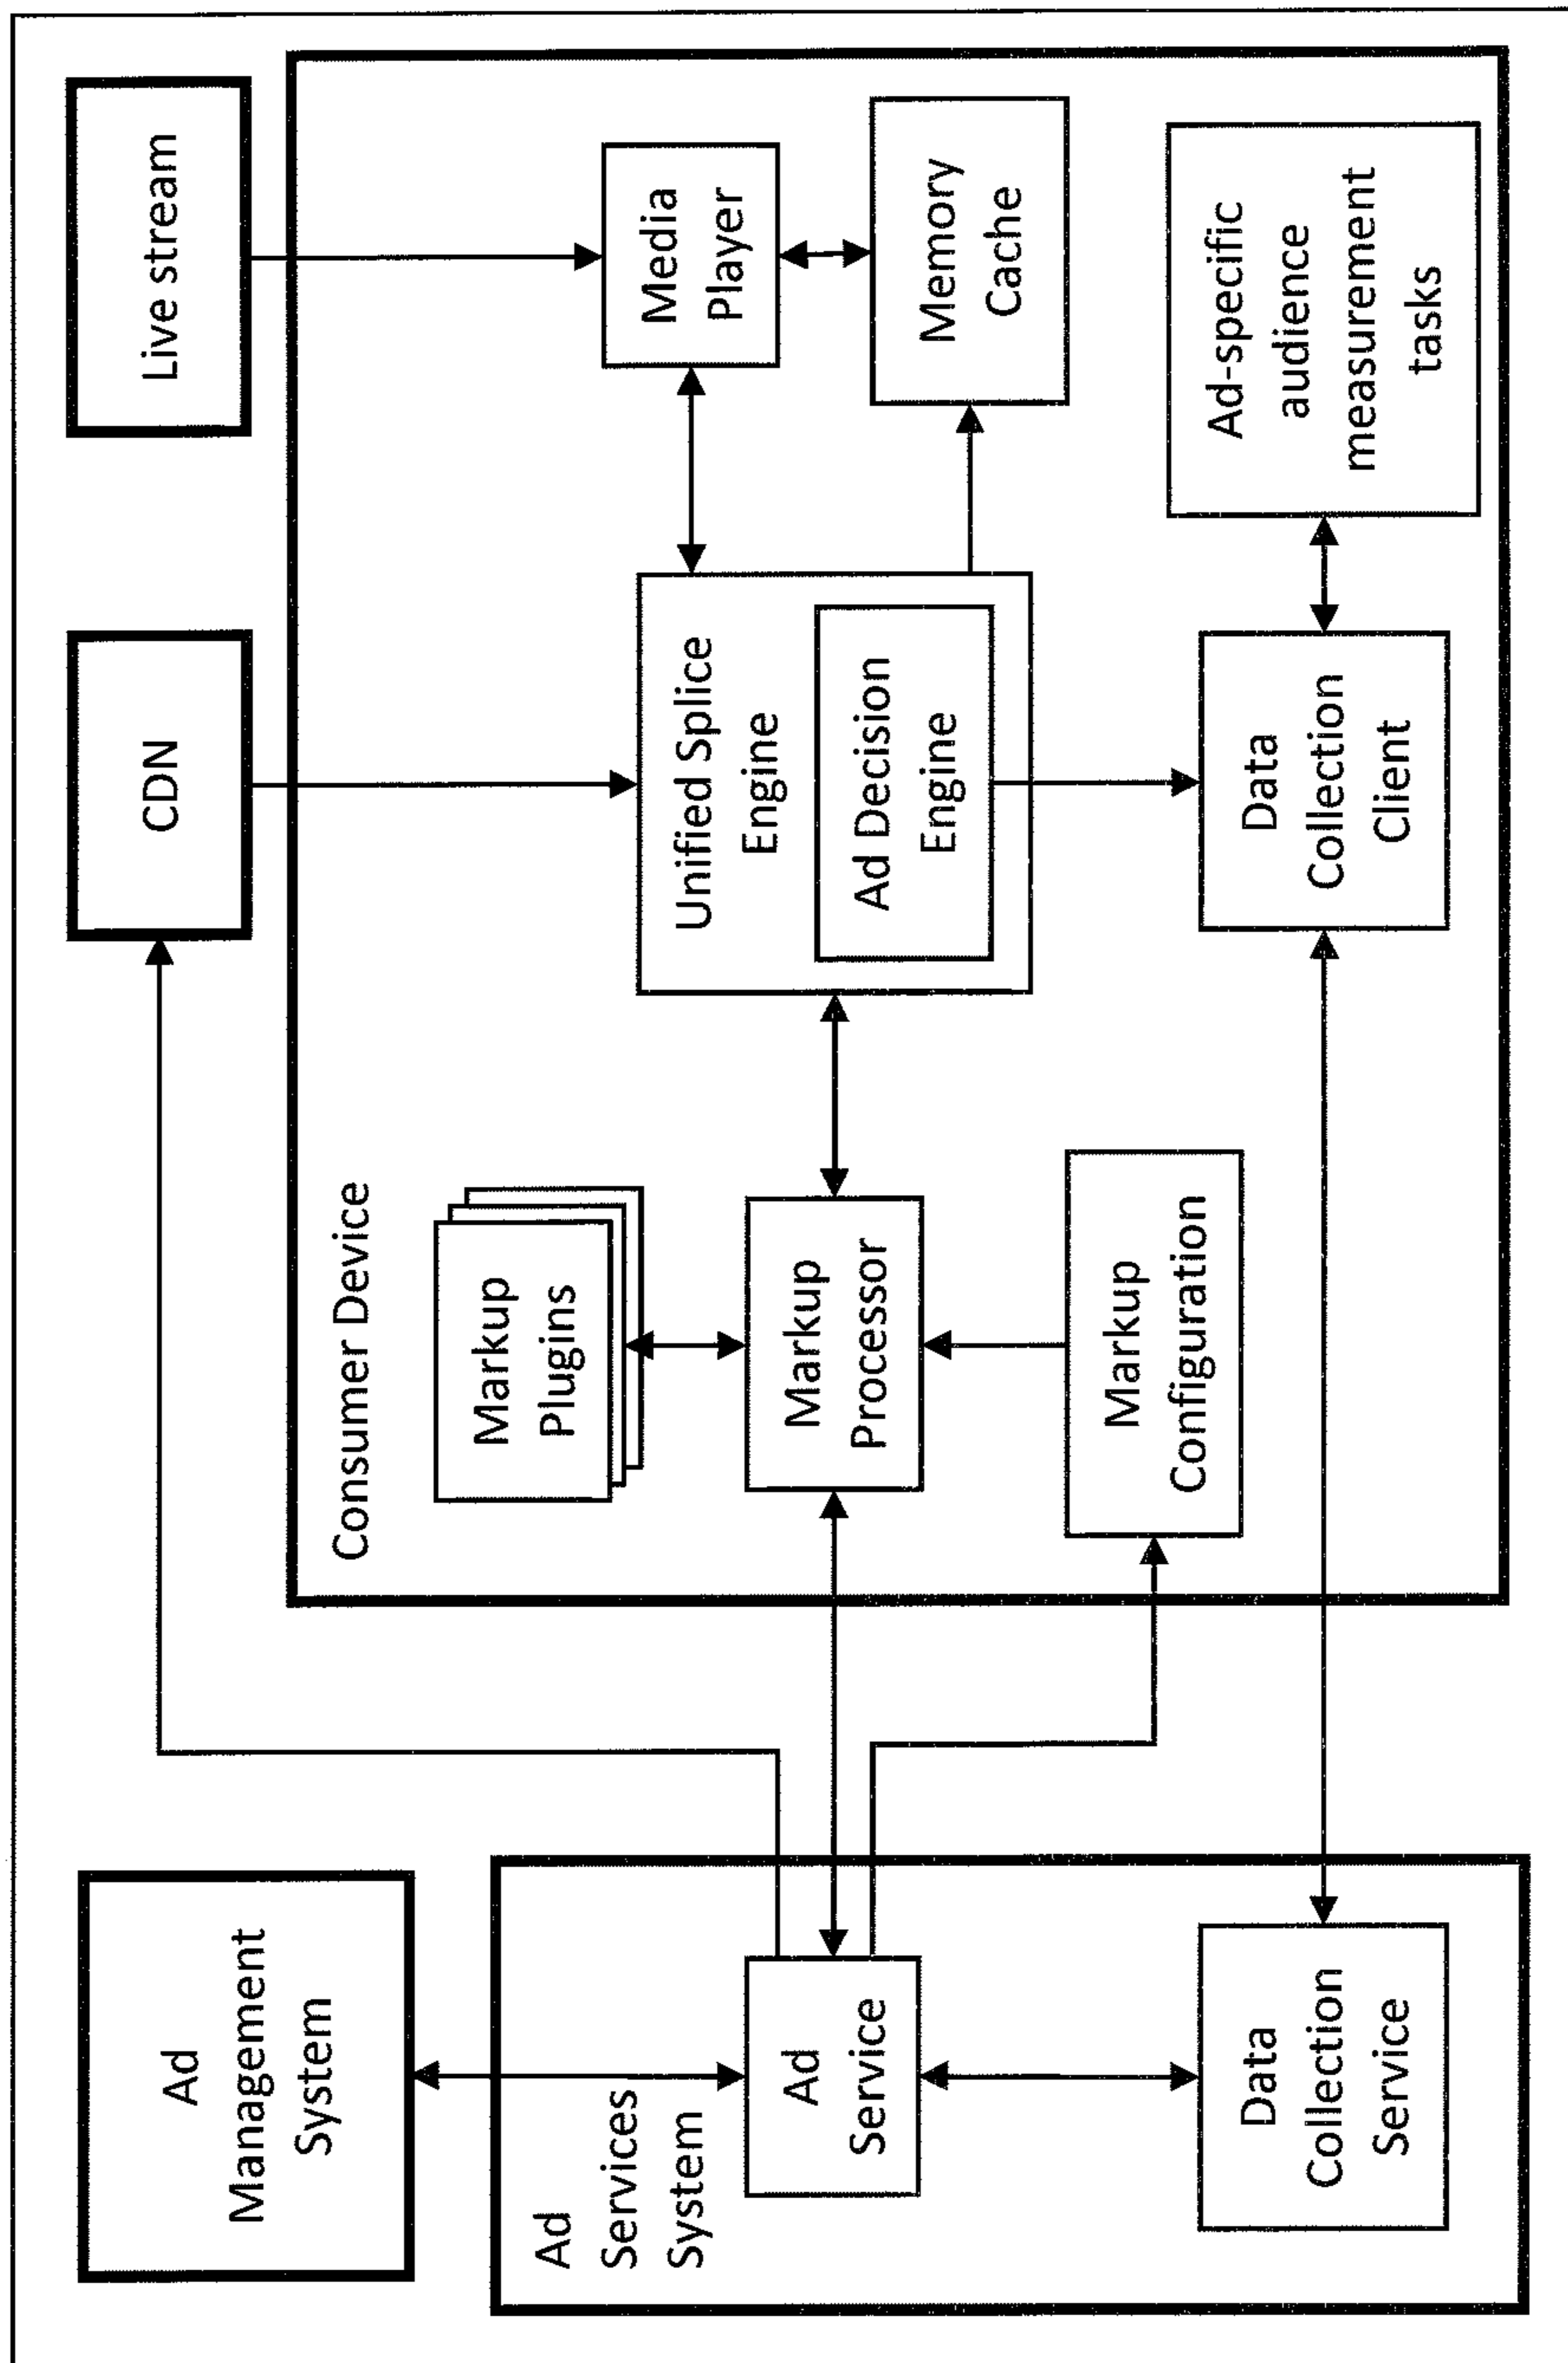 Ad
Management
System
CDN
Live stream
Ad
Services
System
Ad
Service
Data
Collection
Service
Consumer Device
Markup
Plugins
Markup
Processor
Markup
Configuration
Unified Splice
Engine
Ad Decision
Engine
Media
Player
Memory
Cache
Data
Collection
Client
Ad-specific
audience
measurement
tasks